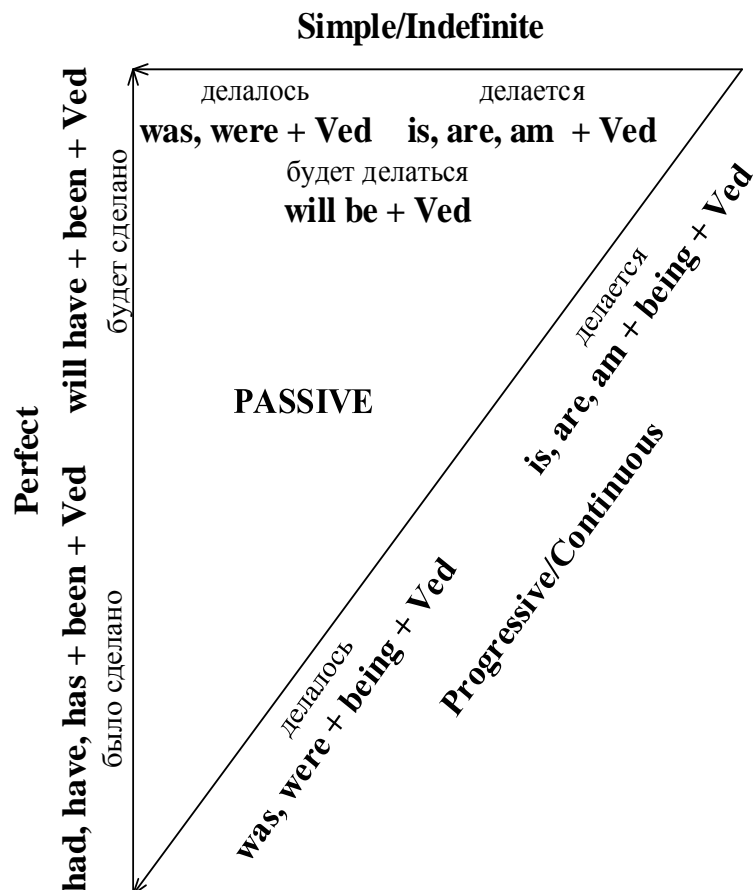 Simple/Indefinite
делалось делается
was, were + Ved is, are, am + Ved
будет делаться
will be + Ved
PASSIVE
Perfect
will have + been + Ved
будет сделано
had, have, has + been + Ved
было сделано
делается
is, are, am + being + Ved
Progressive/Continuous
делалось
was, were + being + Ved